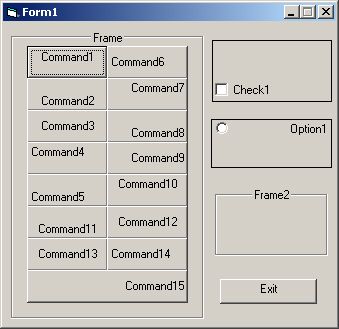 Form1
Frame
Command1
Command6
Command7
Command2
Command3
Command8
Command4
Command9
Command10
Command5
Command11
Command12
Command13
Command14
Command15
Check1
Option1
Frame2
Exit